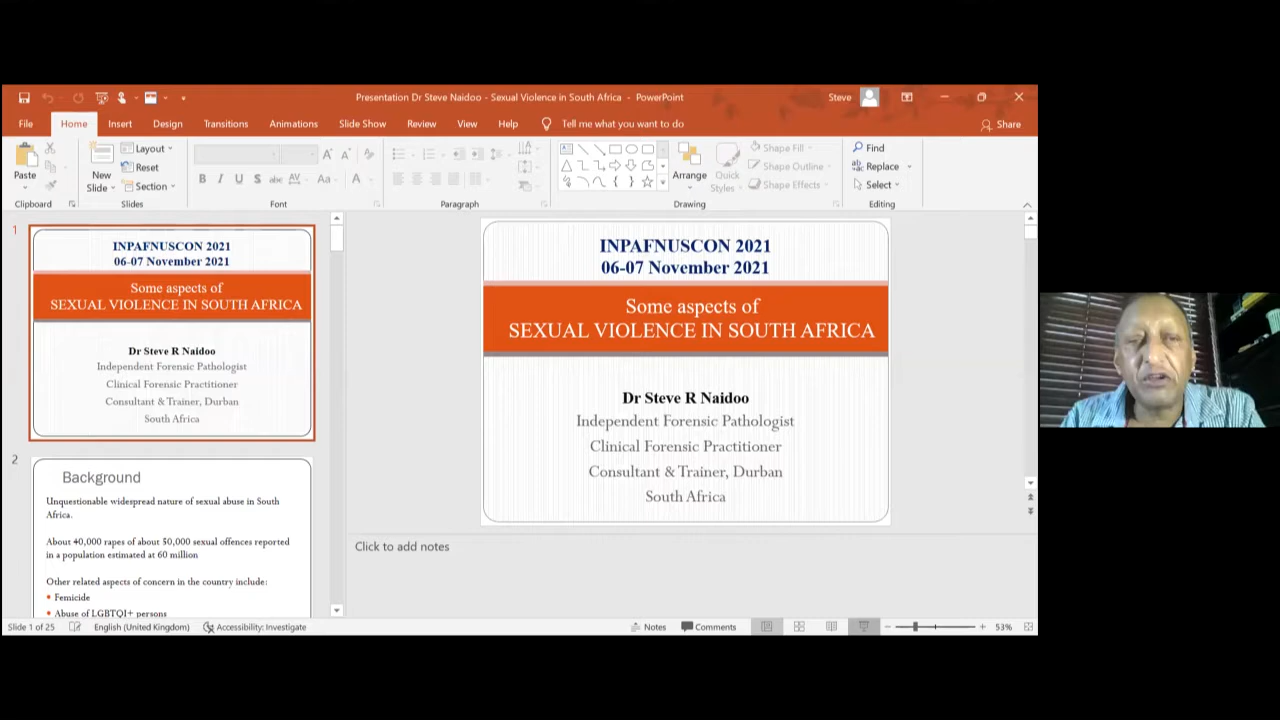 Presentation Dr Steve Naidoo - Sexual Violence in South Africa - PowerPoint
Steve
File Home Insert Design Transitions Animations Slide Show Review View Help Tell me what you want to do Share
Paste
New Slide
Layout
Reset
Section
B I U S abc AV Aa A
Arrange
Quick Styles
Shape Fill
Shape Outline
Shape Effects
Find
Replace
Select
Clipboard Slides Font Paragraph Drawing Editing
1
INPAFNUSCON 2021
06-07 November 2021
Some aspects of
SEXUAL VIOLENCE IN SOUTH AFRICA
Dr Steve R Naidoo
Independent Forensic Pathologist
Clinical Forensic Practitioner
Consultant & Trainer, Durban
South Africa
2
Background
Unquestionable widespread nature of sexual abuse in South
Africa.
About 40,000 rapes of about 50,000 sexual offences reported
in a population estimated at 60 million
Other related aspects of concern in the country include:
Femicide
Abuse of LGBTQI+ persons
INPAFNUSCON 2021
06-07 November 2021
Some aspects of
SEXUAL VIOLENCE IN SOUTH AFRICA
Dr Steve R Naidoo
Independent Forensic Pathologist
Clinical Forensic Practitioner
Consultant & Trainer, Durban
South Africa
Click to add notes
Slide 1 of 25 English (United Kingdom) Accessibility: Investigate Notes Comments 53%